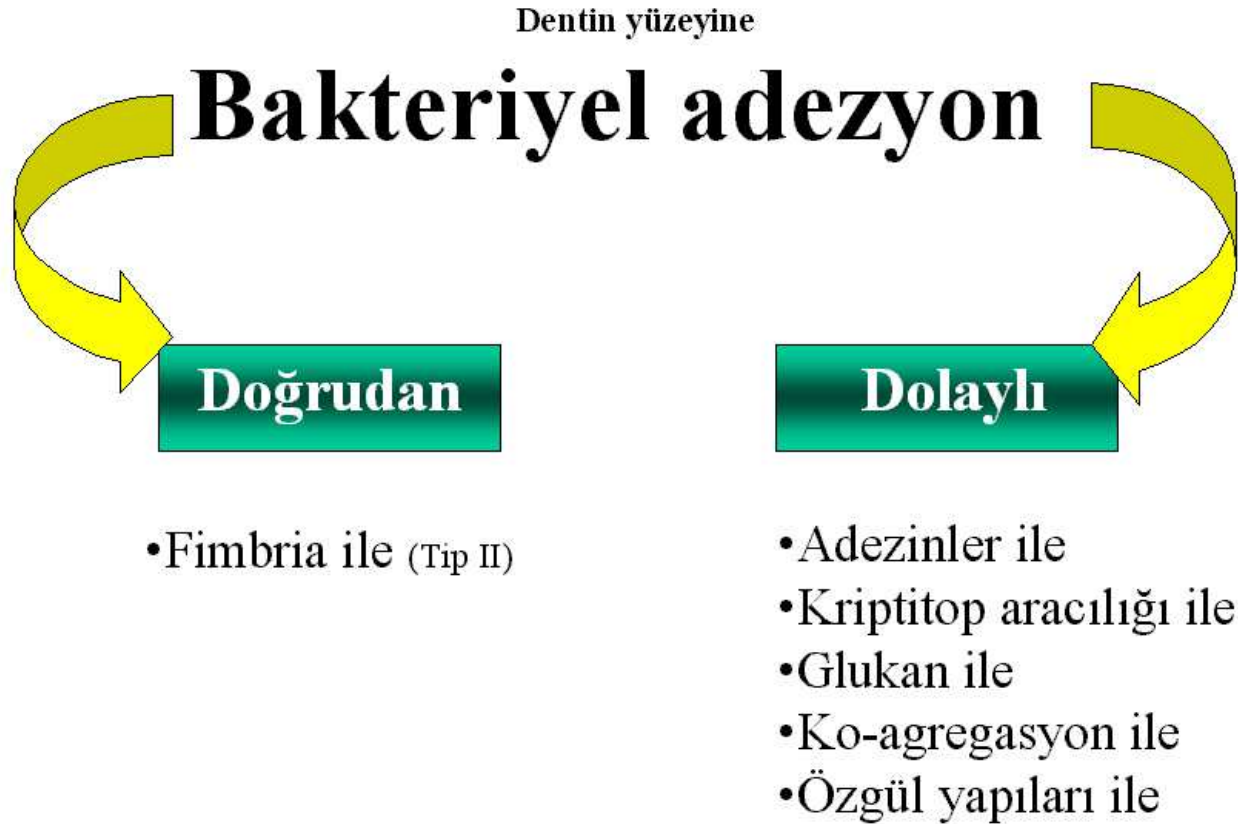 Dentin yüzeyine
Bakteriyel adezyon
Doğrudan
•Fimbria ile (Tip II)
Dolaylı
•Adezinler ile
•Kriptitop aracılığı ile
•Glukan ile
•Ko-agregasyon ile
•Özgül yapıları ile